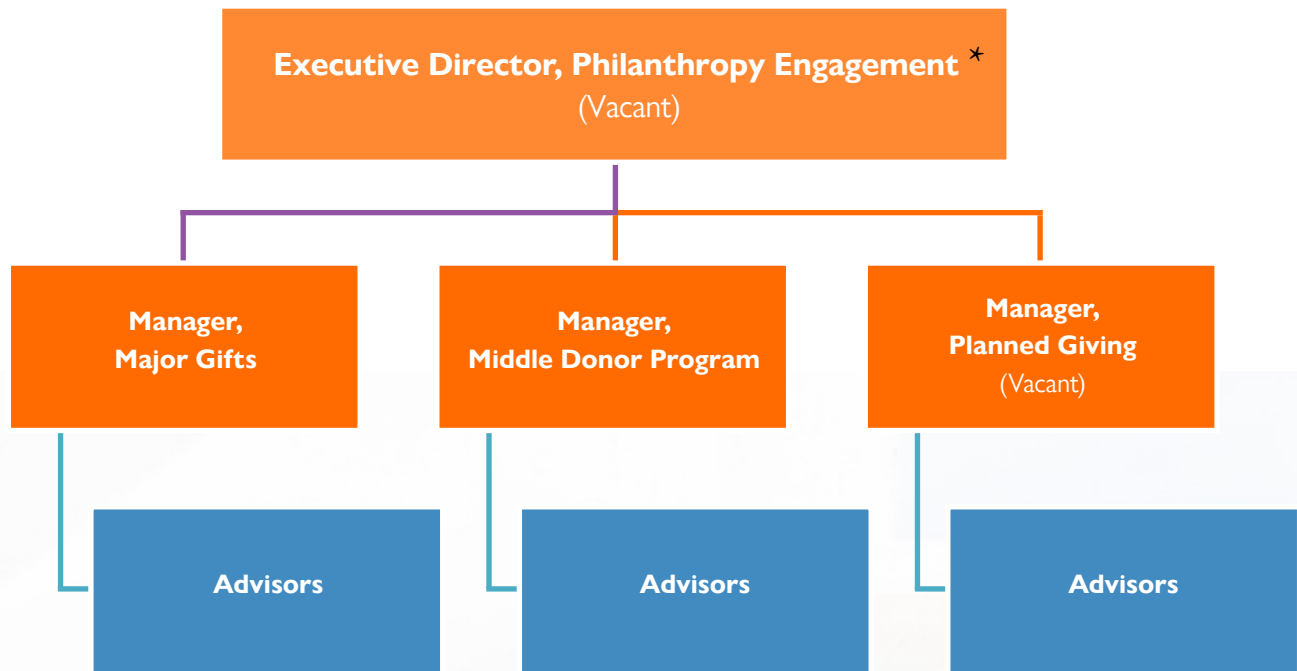 Executive Director, Philanthropy Engagement *
(Vacant)
Manager,
Major Gifts
Manager,
Middle Donor Program
Manager,
Planned Giving
(Vacant)
Advisors
Advisors
Advisors